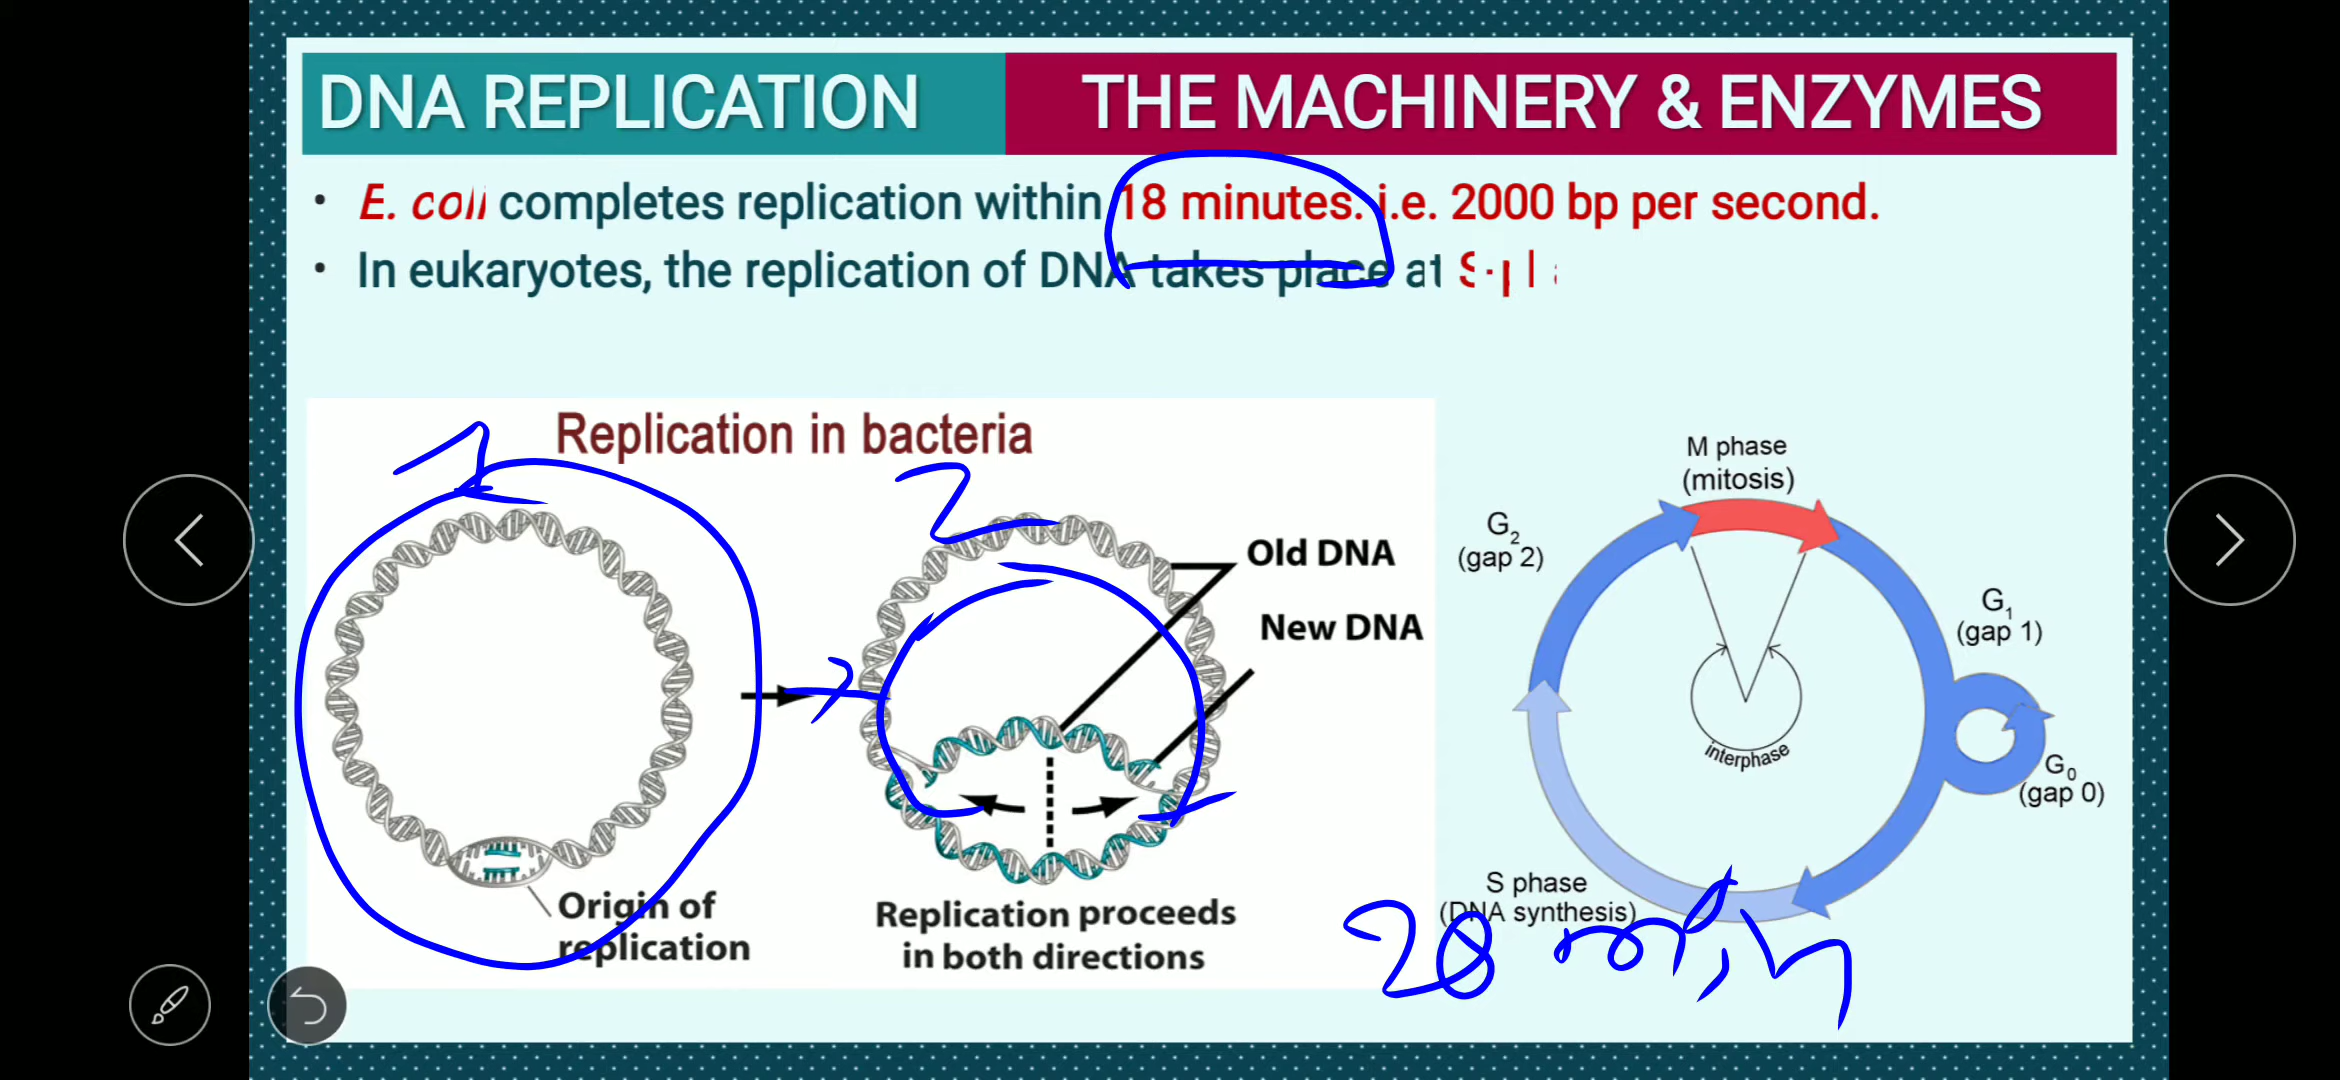 DNA REPLICATION THE MACHINERY & ENZYMES
• E. coli completes replication within 18 minutes. i.e. 2000 bp per second.
• In eukaryotes, the replication of DNA takes place at
Replication in bacteria
1
2
Old DNA
New DNA
Origin of
replication
Replication proceeds
in both directions
M phase
(mitosis)
G2
(gap 2)
G1
(gap 1)
interphase
G0
(gap 0)
S phase
(DNA synthesis)